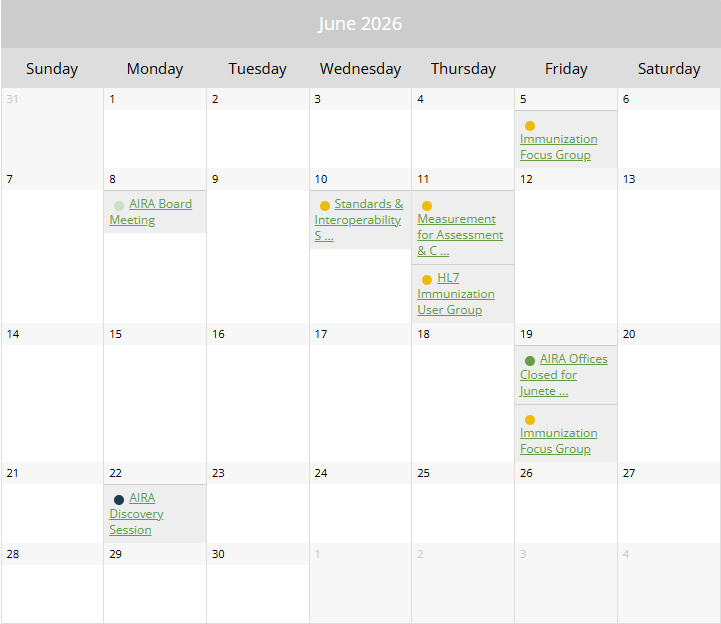 June 2026
Sunday Monday Tuesday Wednesday Thursday Friday Saturday
31 1 2 3 4 5 6
Immunization
Focus Group
7 8 9 10 11 12 13
AIRA Board
Meeting
Standards &
Interoperability
S ...
Measurement
for Assessment
& C ...
HL7
Immunization
User Group
14 15 16 17 18 19 20
AIRA Offices
Closed for
Junete ...
Immunization
Focus Group
21 22 23 24 25 26 27
AIRA
Discovery
Session
28 29 30 1 2 3 4